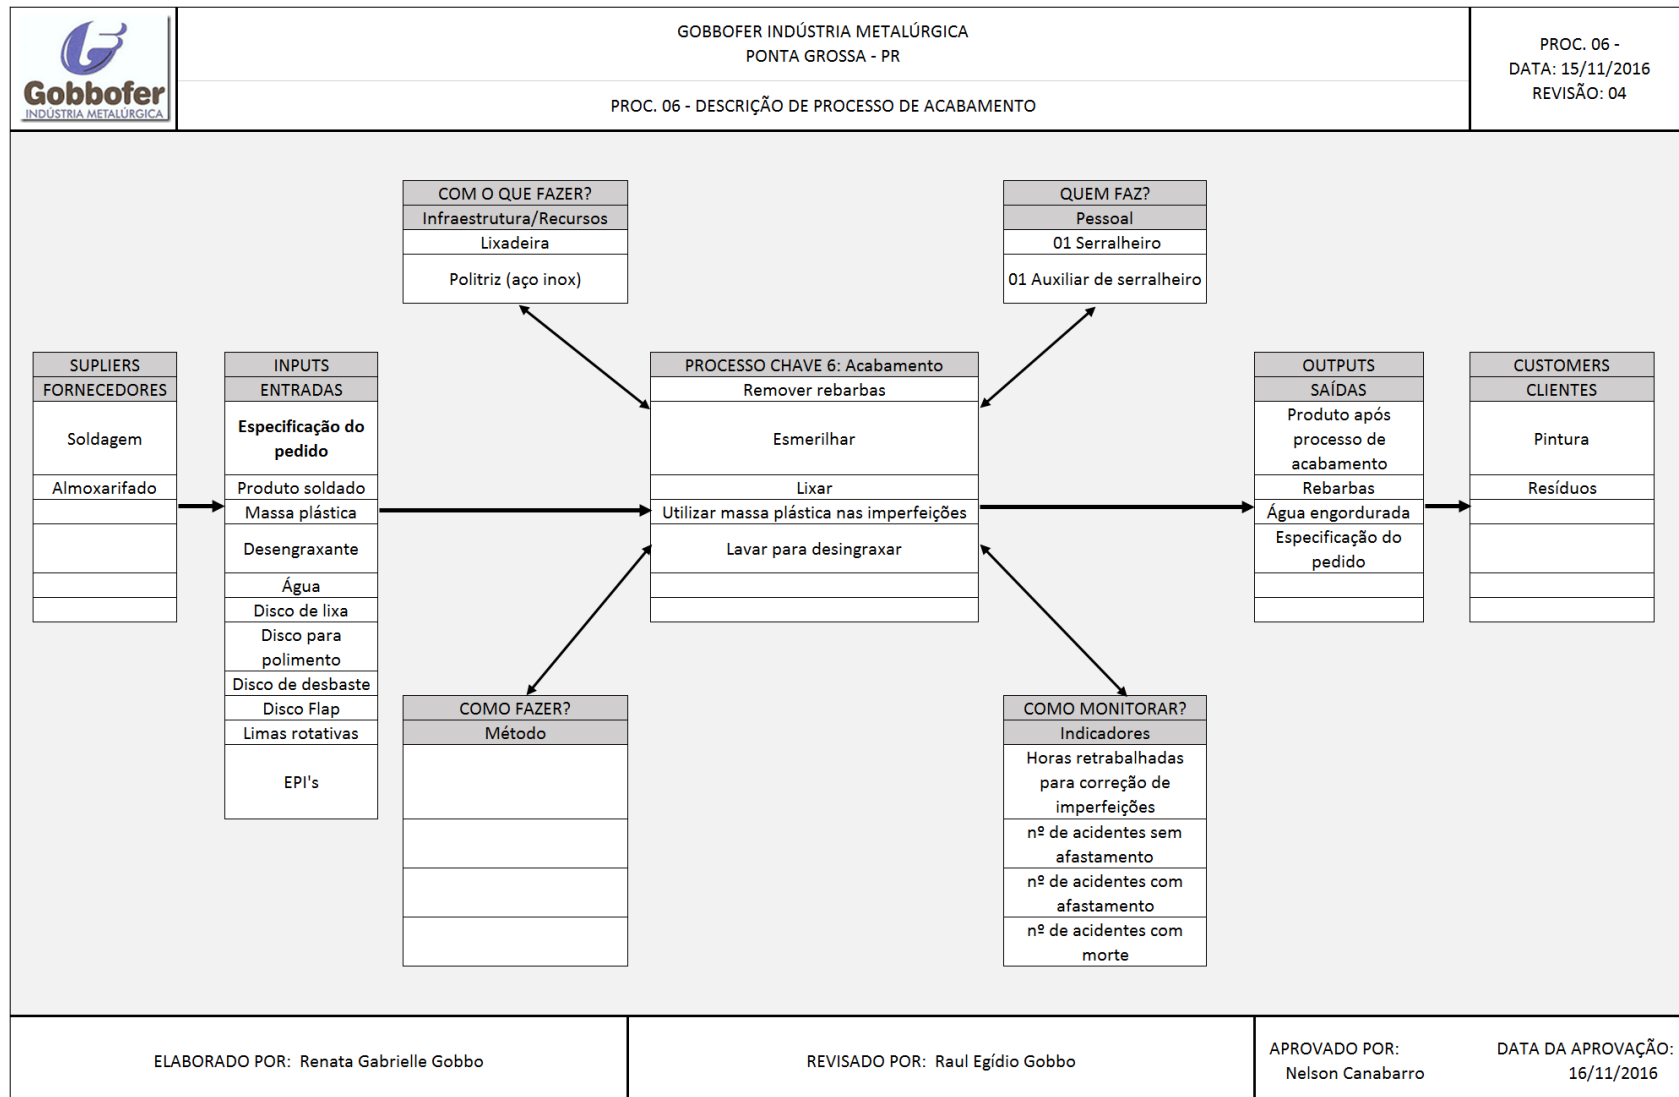 Gobbofer
INDÚSTRIA METALÚRGICA
GOBBOFER INDÚSTRIA METALÚRGICA
PONTA GROSSA - PR
PROC. 06 - DESCRIÇÃO DE PROCESSO DE ACABAMENTO
PROC. 06 -
DATA: 15/11/2016
REVISÃO: 04
COM O QUE FAZER?
Infraestrutura/Recursos
Lixadeira
Politriz (aço inox)
QUEM FAZ?
Pessoal
01 Serralheiro
01 Auxiliar de serralheiro
SUPLIERS
FORNECEDORES
Soldagem
Almoxarifado
INPUTS
ENTRADAS
Especificação do
pedido
Produto soldado
Massa plástica
Desengraxante
Água
Disco de lixa
Disco para
polimento
Disco de desbaste
Disco Flap
Limas rotativas
EPI's
PROCESSO CHAVE 6: Acabamento
Remover rebarbas
Esmerilhar
Lixar
Utilizar massa plástica nas imperfeições
Lavar para desingraxar
OUTPUTS
SAÍDAS
Produto após
processo de
acabamento
Rebarbas
Água engordurada
Especificação do
pedido
CUSTOMERS
CLIENTES
Pintura
Resíduos
COMO FAZER?
Método
COMO MONITORAR?
Indicadores
Horas retrabalhadas
para correção de
imperfeições
nº de acidentes sem
afastamento
nº de acidentes com
afastamento
nº de acidentes com
morte
ELABORADO POR: Renata Gabrielle Gobbo
REVISADO POR: Raul Egídio Gobbo
APROVADO POR:
Nelson Canabarro
DATA DA APROVAÇÃO:
16/11/2016